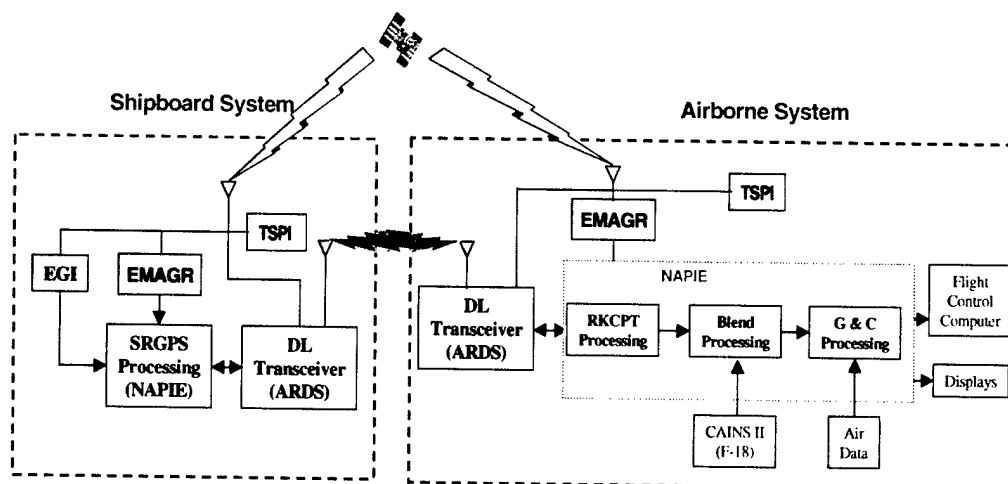 Shipboard System
Airborne System
TSPI
EGI
EMAGR
SRGPS
Processing
(NAPIE)
DL
Transceiver
(ARDS)
TSPI
EMAGR
NAPIE
DL
Transceiver
(ARDS)
RKCPT
Processing
Blend
Processing
G & C
Processing
Flight
Control
Computer
Displays
CAINS II
(F-18)
Air
Data